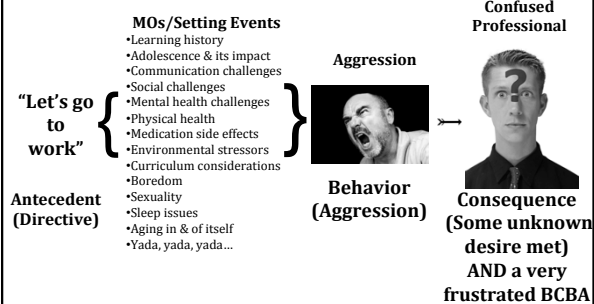 MOs/Setting Events
•Learning history
•Adolescence & its impact
•Communication challenges
•Social challenges
•Mental health challenges
•Physical health
•Medication side effects
•Environmental stressors
•Curriculum considerations
•Boredom
•Sexuality
•Sleep issues
•Aging in & of itself
•Yada, yada, yada…
“Let’s go
to
work”
{
}
Antecedent
(Directive)
Aggression
Behavior
(Aggression)
Confused
Professional
?
Consequence
(Some unknown
desire met)
AND a very
frustrated BCBA